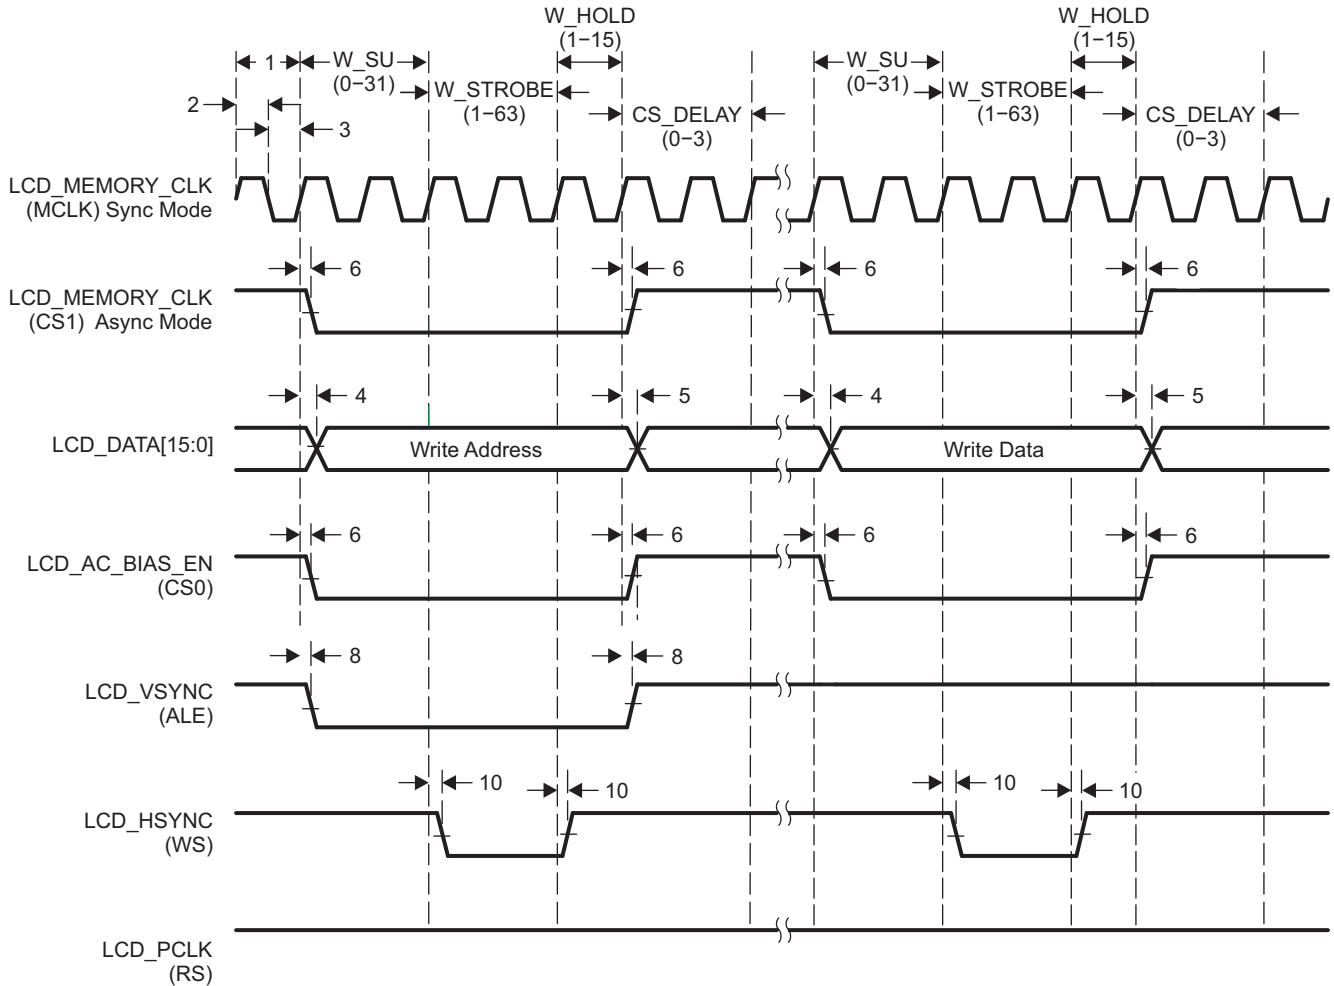 W_HOLD
(1−15)
W_HOLD
(1−15)
1
W_SU
(0−31)
W_SU
(0−31)
2
W_STROBE
(1−63)
W_STROBE
(1−63)
3
CS_DELAY
(0−3)
CS_DELAY
(0−3)
LCD_MEMORY_CLK
(MCLK) Sync Mode
6
6
6
6
LCD_MEMORY_CLK
(CS1) Async Mode
4
5
4
5
LCD_DATA[15:0]
Write Address
Write Data
6
6
6
6
LCD_AC_BIAS_EN
(CS0)
8
8
LCD_VSYNC
(ALE)
10
10
10
10
LCD_HSYNC
(WS)
LCD_PCLK
(RS)